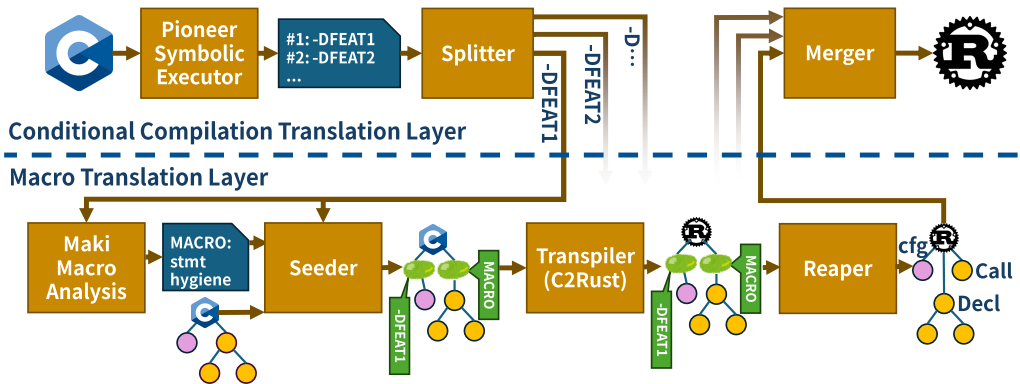 C
Pioneer
Symbolic
Executor
#1: -DFEAT1
#2: -DFEAT2
...
Splitter
-DFEAT1
-DFEAT2
-D...
Merger
R
Conditional Compilation Translation Layer
Macro Translation Layer
Maki
Macro
Analysis
MACRO:
stmt
hygiene
C
Seeder
C
-DFEAT1
MACRO
Transpiler
(C2Rust)
R
-DFEAT1
MACRO
Reaper
R
cfg
Call
Decl